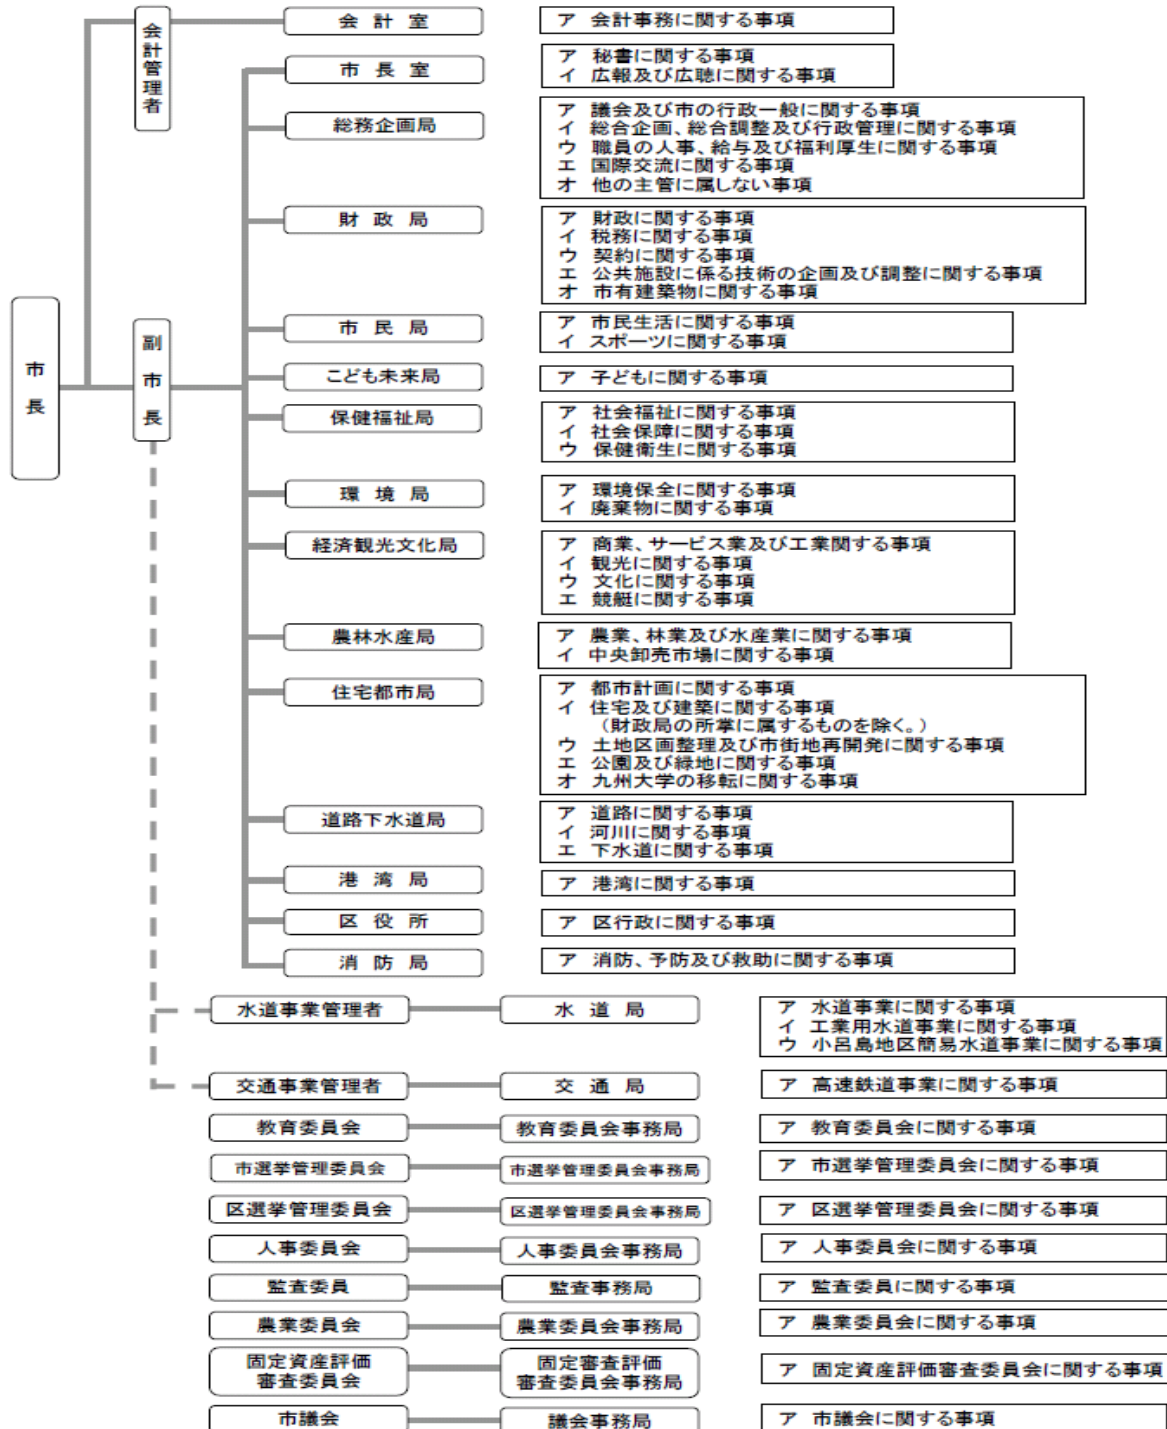 会計管理者
会計室
ア 会計事務に関する事項
市長室
ア 秘書に関する事項
イ 広報及び広聴に関する事項
総務企画局
ア 議会及び市の行政一般に関する事項
イ 総合企画、総合調整及び行政管理に関する事項
ウ 職員の人事、給与及び福利厚生に関する事項
エ 国際交流に関する事項
オ 他の主管に属しない事項
財政局
ア 財政に関する事項
イ 税務に関する事項
ウ 契約に関する事項
エ 公共施設に係る技術の企画及び調整に関する事項
オ 市有建築物に関する事項
市長
副市長
市民局
ア 市民生活に関する事項
イ スポーツに関する事項
こども未来局
ア 子どもに関する事項
保健福祉局
ア 社会福祉に関する事項
イ 社会保障に関する事項
ウ 保健衛生に関する事項
環境局
ア 環境保全に関する事項
イ 廃棄物に関する事項
経済観光文化局
ア 商業、サービス業及び工業関する事項
イ 観光に関する事項
ウ 文化に関する事項
エ 競艇に関する事項
農林水産局
ア 農業、林業及び水産業に関する事項
イ 中央卸売市場に関する事項
住宅都市局
ア 都市計画に関する事項
イ 住宅及び建築に関する事項
（財政局の所掌に属するものを除く。）
ウ 土地区画整理及び市街地再開発に関する事項
エ 公園及び緑地に関する事項
オ 九州大学の移転に関する事項
道路下水道局
ア 道路に関する事項
イ 河川に関する事項
エ 下水道に関する事項
港湾局
ア 港湾に関する事項
区役所
ア 区行政に関する事項
消防局
ア 消防、予防及び救助に関する事項
水道事業管理者
水道局
ア 水道事業に関する事項
イ 工業用水道事業に関する事項
ウ 小呂島地区簡易水道事業に関する事項
交通事業管理者
交通局
ア 高速鉄道事業に関する事項
教育委員会
教育委員会事務局
ア 教育委員会に関する事項
市選挙管理委員会
市選挙管理委員会事務局
ア 市選挙管理委員会に関する事項
区選挙管理委員会
区選挙管理委員会事務局
ア 区選挙管理委員会に関する事項
人事委員会
人事委員会事務局
ア 人事委員会に関する事項
監査委員
監査事務局
ア 監査委員に関する事項
農業委員会
農業委員会事務局
ア 農業委員会に関する事項
固定資産評価
審査委員会
固定審査評価
審査委員会事務局
ア 固定資産評価審査委員会に関する事項
市議会
議会事務局
ア 市議会に関する事項